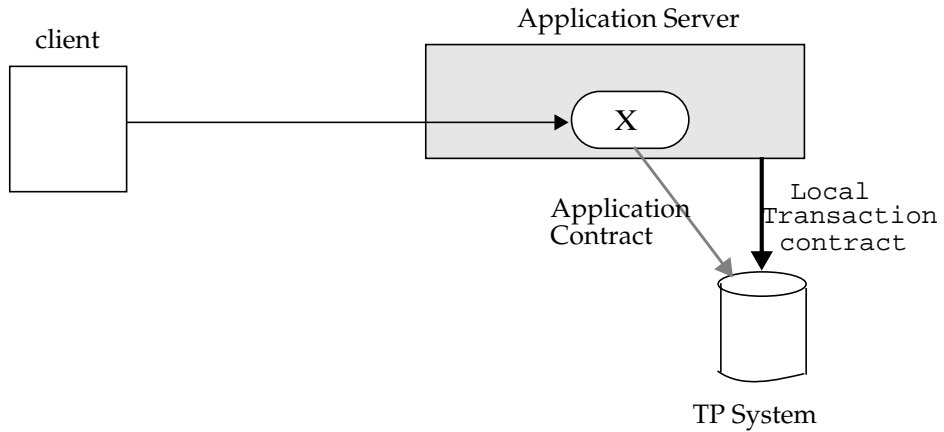 Application Server
client
X
Local
Transaction
contract
Application
Contract
TP System